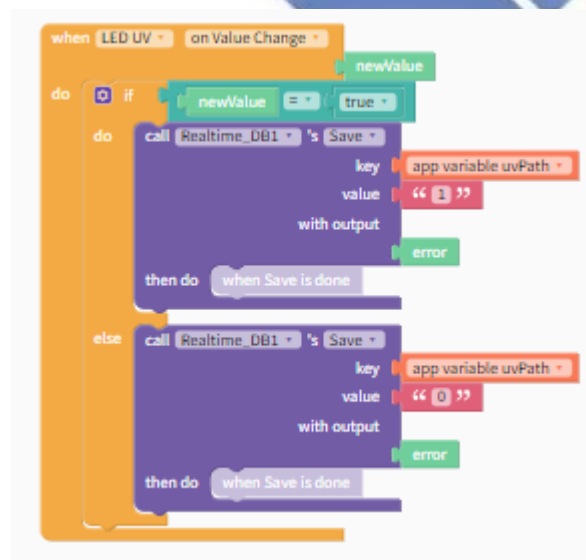 when LED UV on Value Change
newValue
do if newValue = true
do call Realtime_DB1 's Save
key app variable uvPath
value “ 1 ”
with output
error
then do when Save is done
else call Realtime_DB1 's Save
key app variable uvPath
value “ 0 ”
with output
error
then do when Save is done